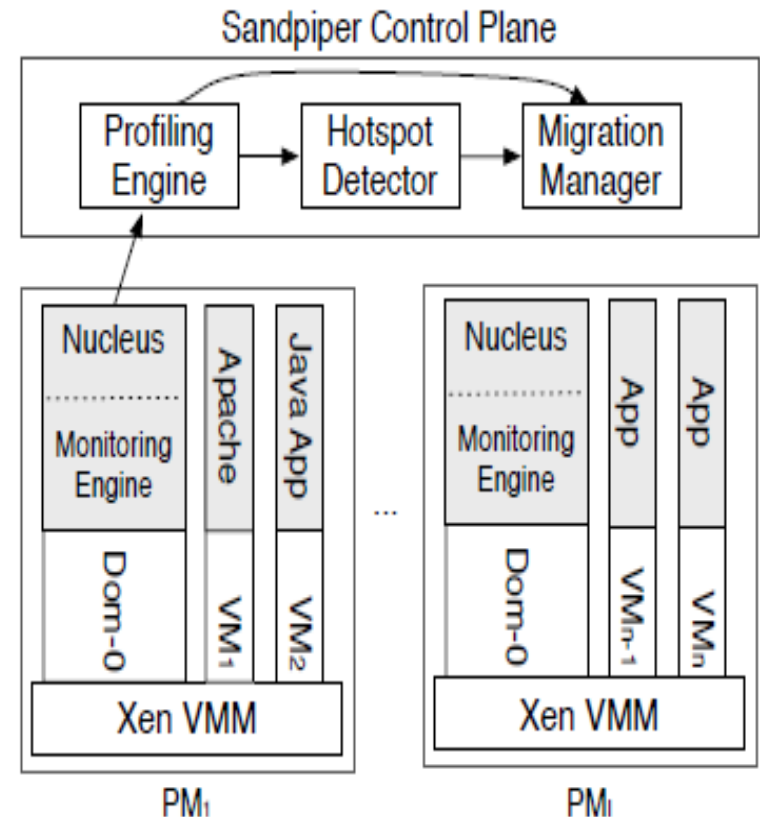 Sandpiper Control Plane
Profiling
Engine
Hotspot
Detector
Migration
Manager
Nucleus
Monitoring
Engine
Dom-0
Apache
VM₁
Java App
VM₂
Xen VMM
PM₁
...
Nucleus
Monitoring
Engine
Dom-0
App
VMn-1
App
VMn
Xen VMM
PMl